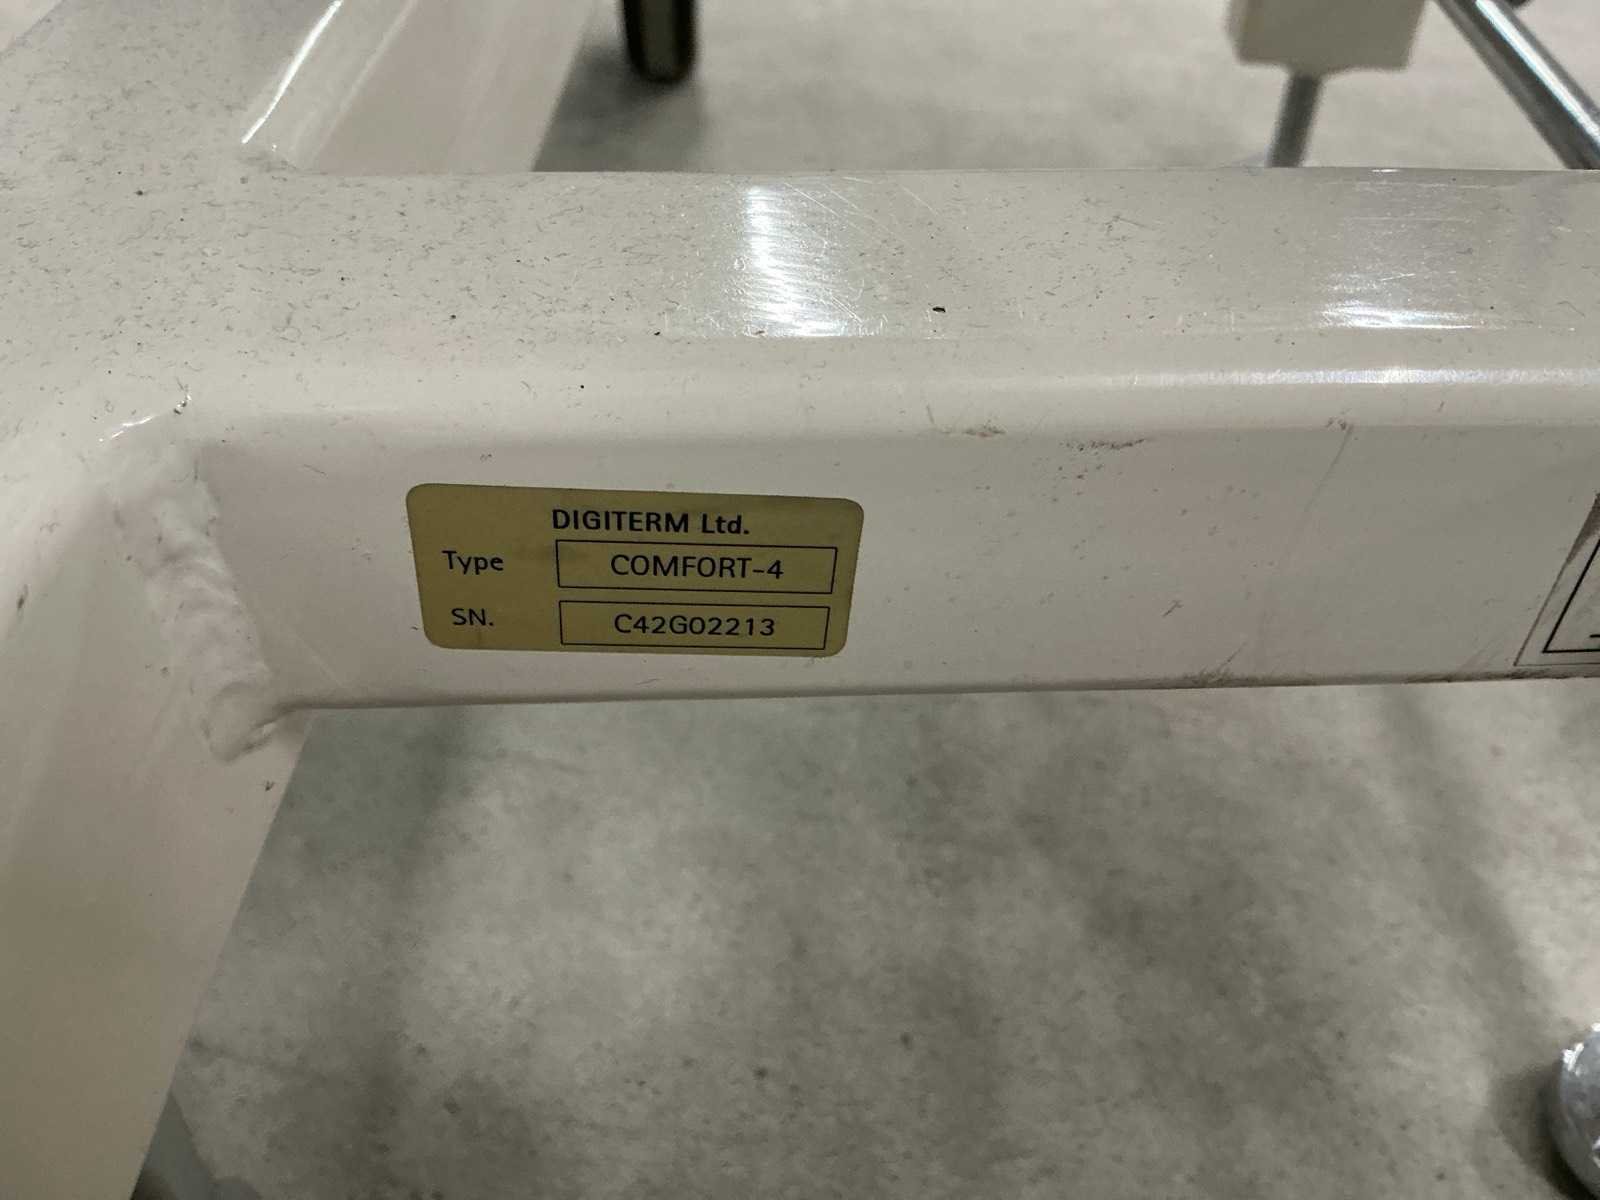 DIGITERM Ltd.
Type COMFORT-4
SN. C42G02213